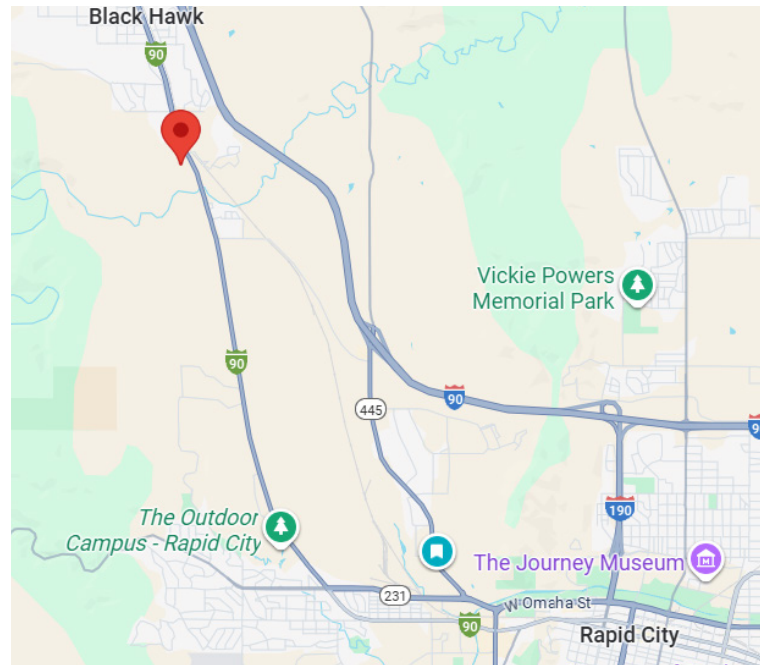 Black Hawk
90
Vickie Powers
Memorial Park
90
90
445
9
190
The Outdoor
Campus - Rapid City
The Journey Museum
231
W Omaha St
90
Rapid City